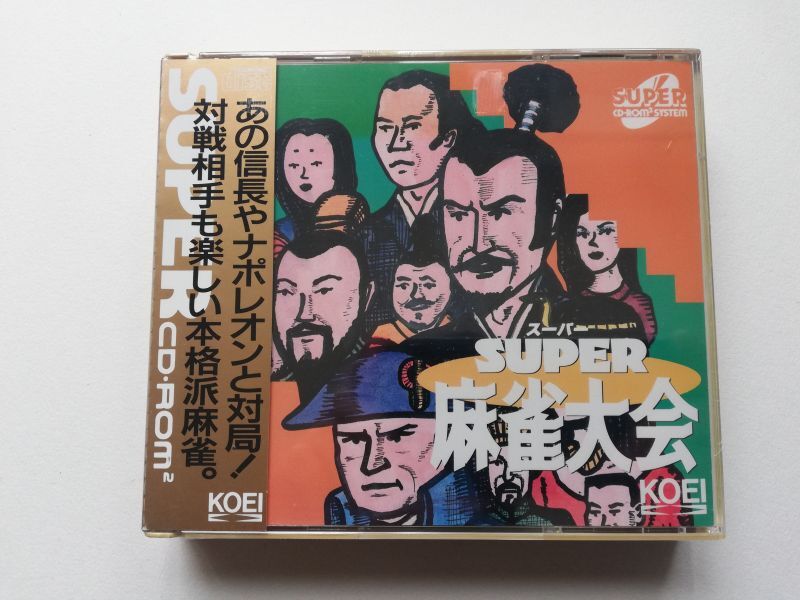 あの信長やナポレオンと対局!
対戦相手も楽しい本格派麻雀。
SUPER CD-ROM2
KOEI
SUPER
CD-ROM2 SYSTEM
スーパー
SUPER
麻雀大会
KOEI